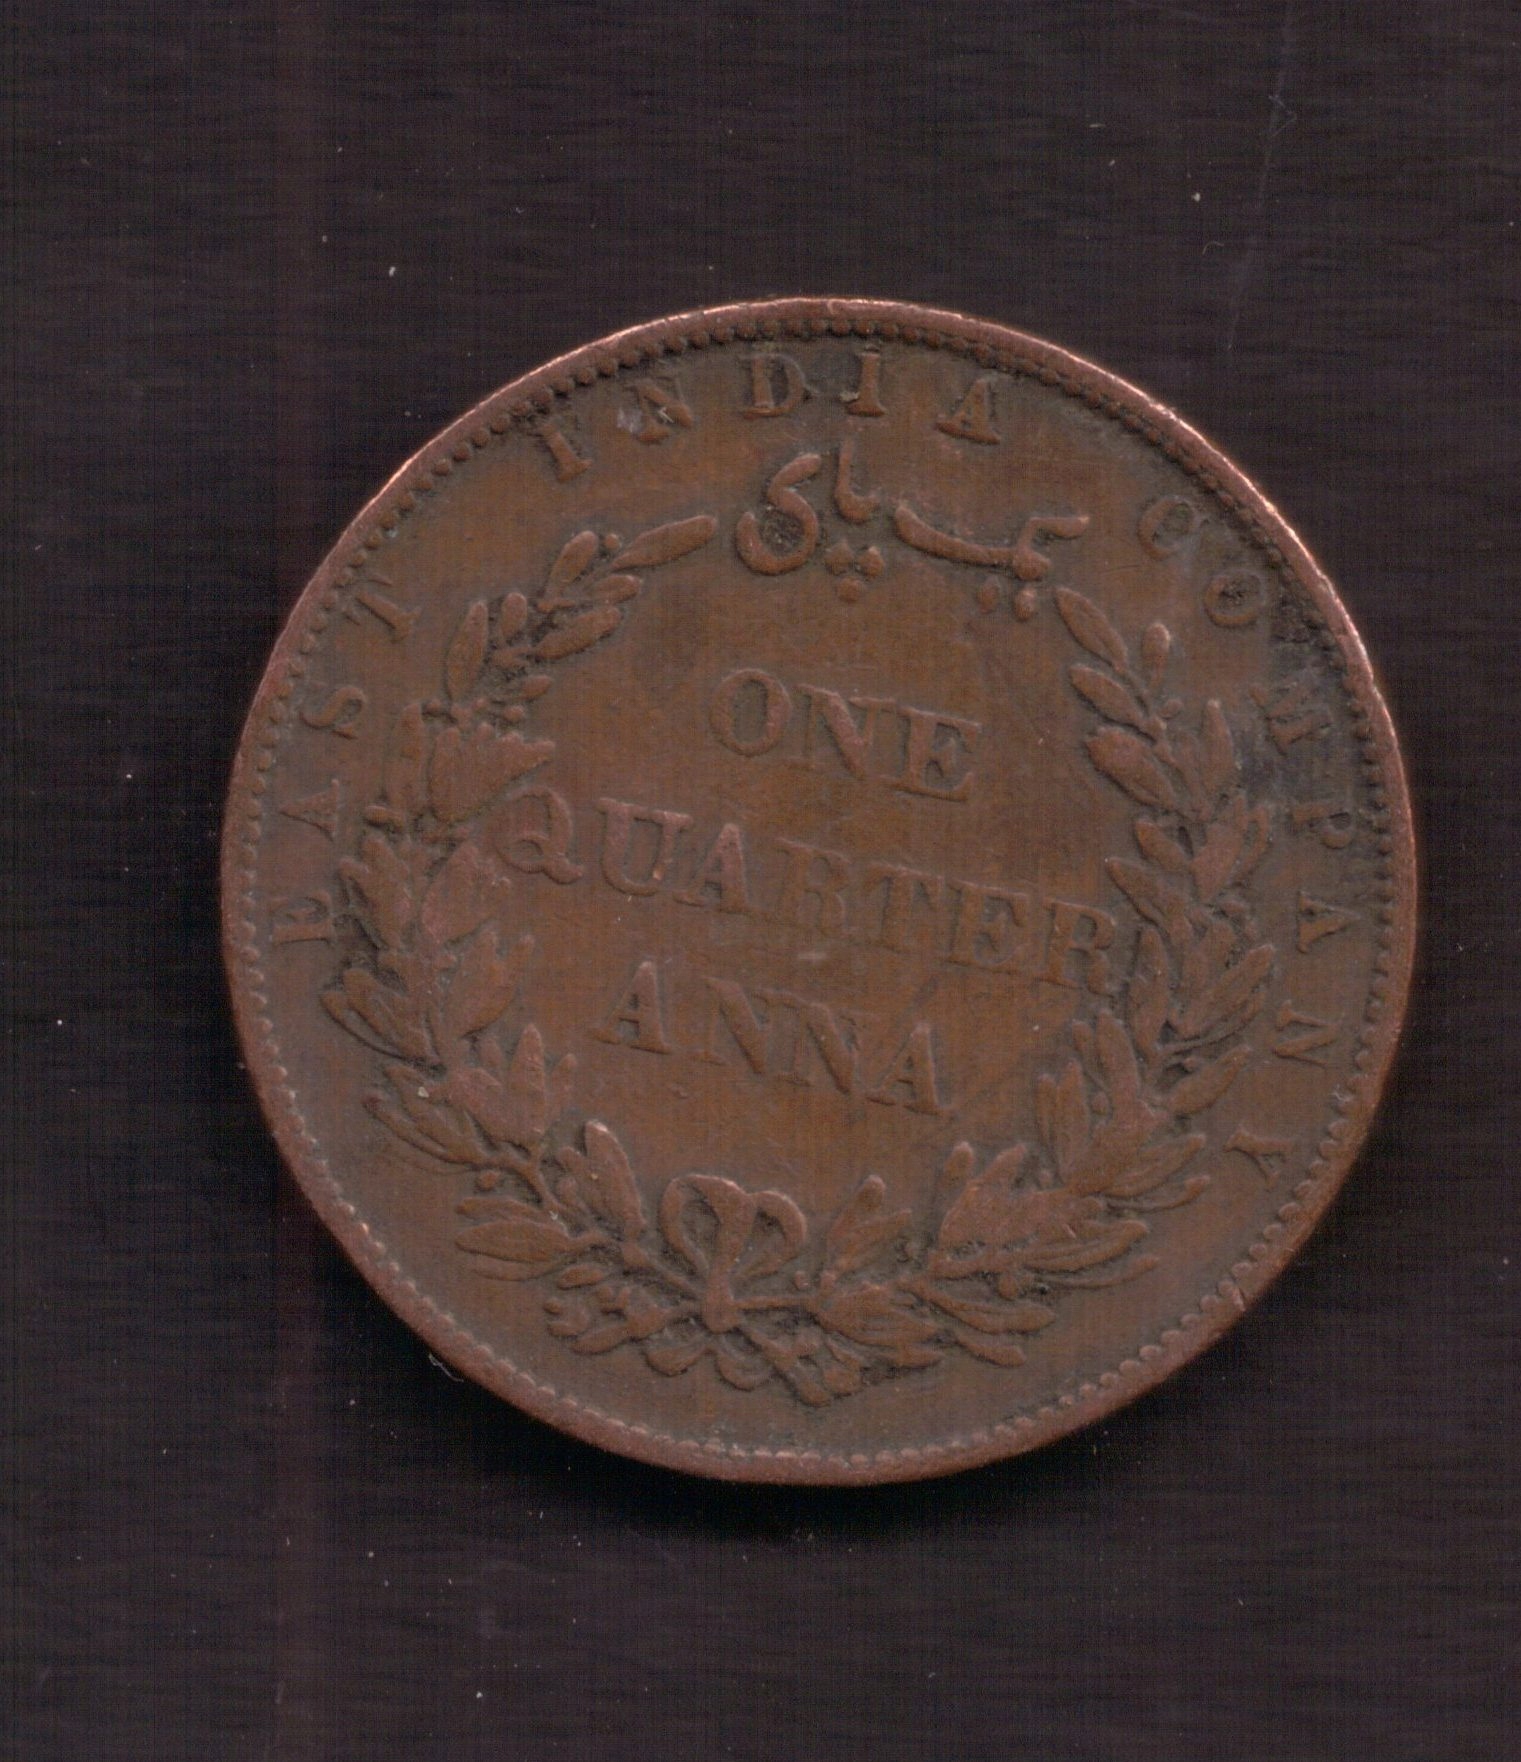 EAST INDIA COMPANY
یک پای
ONE
QUARTER
ANNA